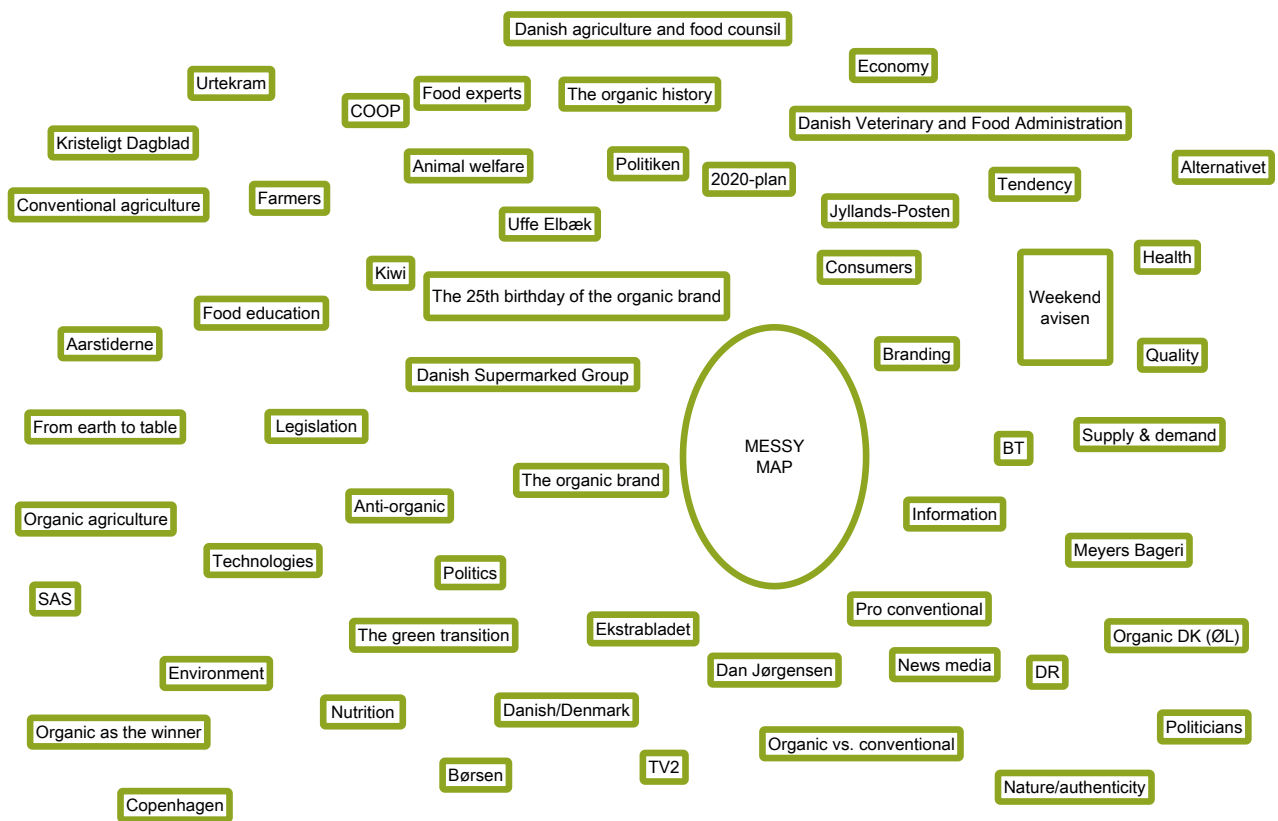 Danish agriculture and food counsil
Economy
Urtekram
Food experts
The organic history
COOP
Danish Veterinary and Food Administration
Kristeligt Dagblad
Animal welfare
Politiken
2020-plan
Alternativet
Tendency
Conventional agriculture
Farmers
Jyllands-Posten
Uffe Elbæk
Health
Kiwi
Consumers
The 25th birthday of the organic brand
Weekend
avisen
Food education
Aarstiderne
Branding
Quality
Danish Supermarked Group
From earth to table
Legislation
Supply & demand
MESSY
MAP
BT
The organic brand
Anti-organic
Information
Organic agriculture
Meyers Bageri
Technologies
Politics
SAS
Pro conventional
The green transition
Ekstrabladet
Organic DK (ØL)
Environment
Dan Jørgensen
News media
DR
Nutrition
Danish/Denmark
Organic as the winner
Politicians
Organic vs. conventional
Børsen
TV2
Nature/authenticity
Copenhagen